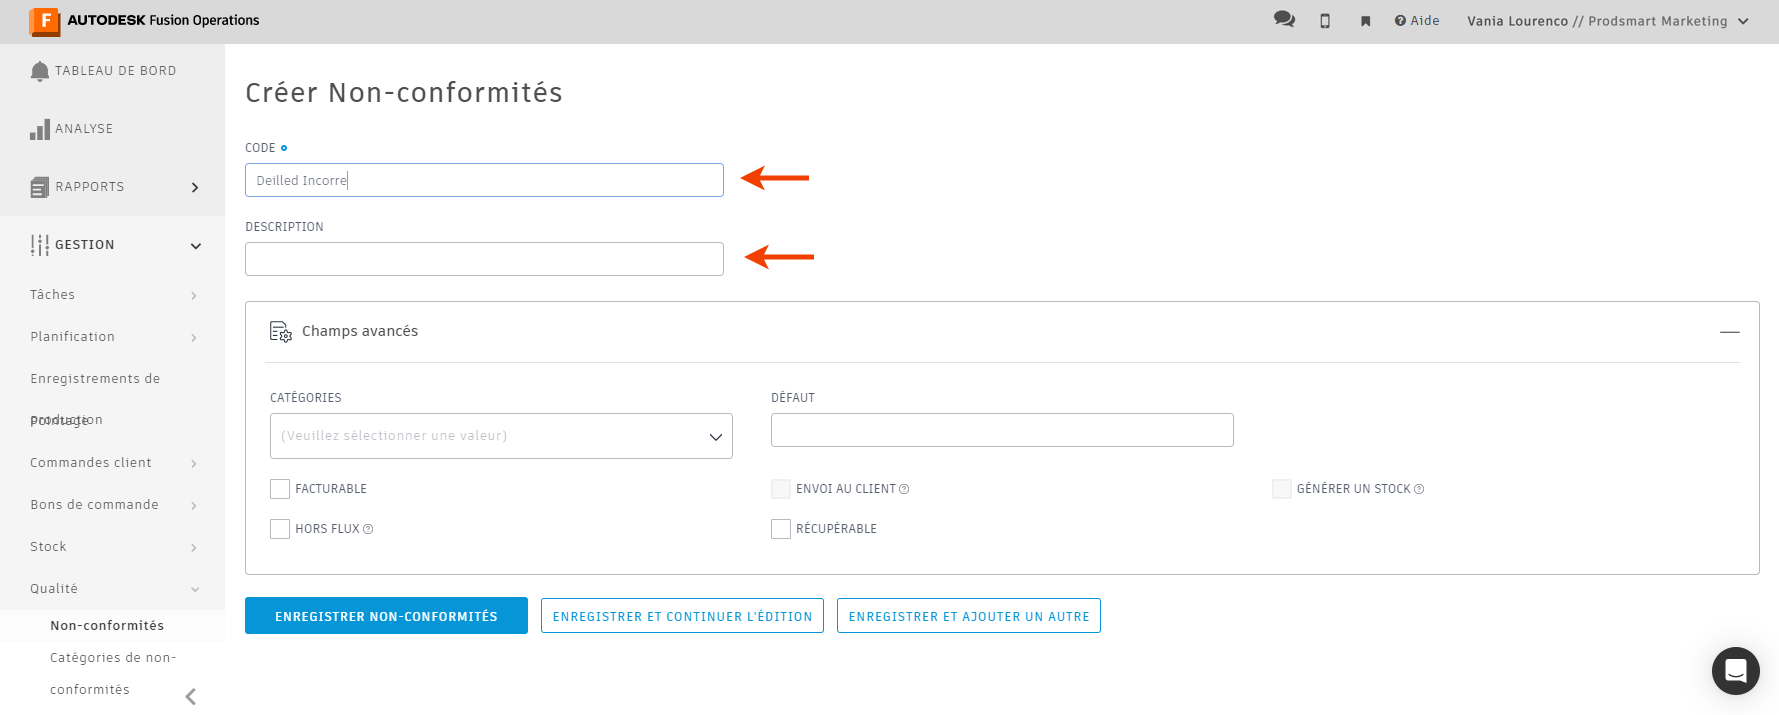 AUTODESK Fusion Operations
Aide
Vania Lourenco // Prodsmart Marketing
TABLEAU DE BORD
ANALYSE
RAPPORTS
GESTION
Tâches
Planification
Enregistrements de
production
Pointage
Commandes client
Bons de commande
Stock
Qualité
Non-conformités
Catégories de non-
conformités
Créer Non-conformités
CODE
Deilled Incorre
DESCRIPTION
Champs avancés
CATÉGORIES
DÉFAUT
(Veuillez sélectionner une valeur)
FACTURABLE
ENVOI AU CLIENT
GÉNÉRER UN STOCK
HORS FLUX
RÉCUPÉRABLE
ENREGISTRER NON-CONFORMITÉS
ENREGISTRER ET CONTINUER L'ÉDITION
ENREGISTRER ET AJOUTER UN AUTRE